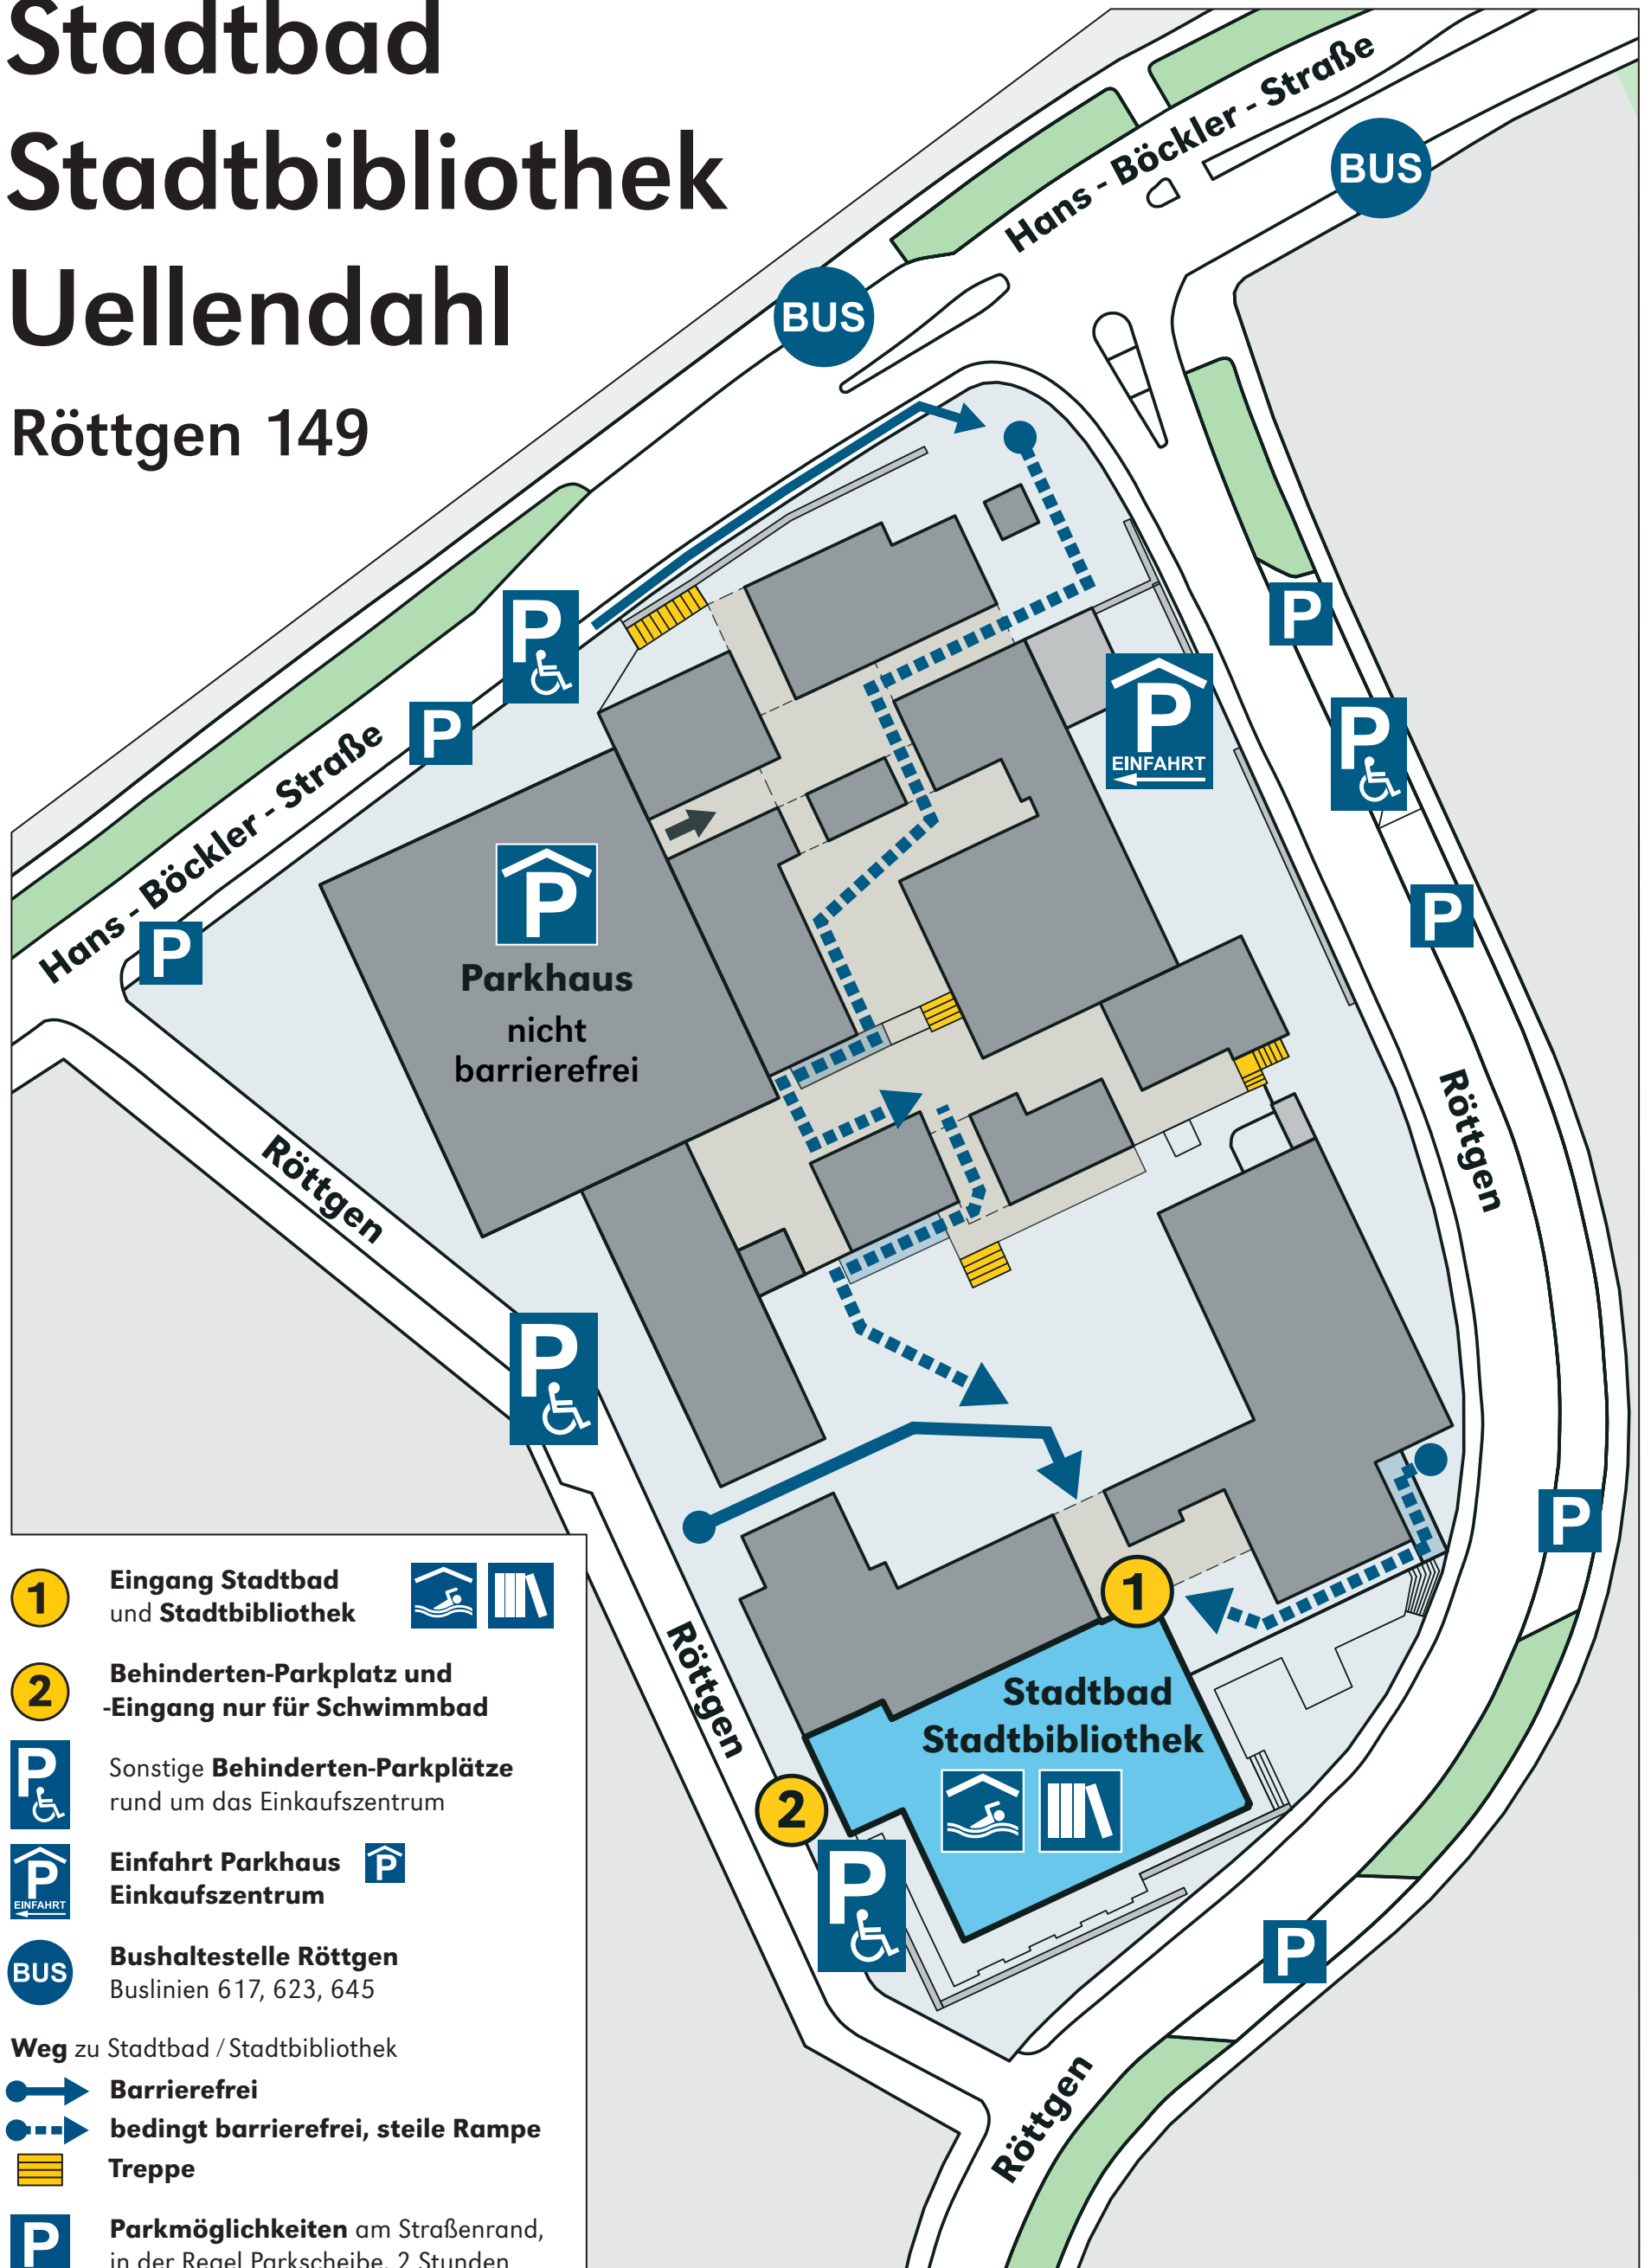 Stadtbad
Stadtbibliothek
Uellendahl
Röttgen 149
Hans - Böckler - Straße
BUS
BUS
P
P
P
EINFAHRT
P
P
Hans - Böckler - Straße
P
P
P
P
Parkhaus
nicht
barrierefrei
Röttgen
Röttgen
P
P
Röttgen
1
Stadtbad
Stadtbibliothek
2
P
P
Röttgen
1
Eingang Stadtbad
und Stadtbibliothek
2
Behinderten-Parkplatz und
-Eingang nur für Schwimmbad
P
Sonstige Behinderten-Parkplätze
rund um das Einkaufszentrum
P
EINFAHRT
Einfahrt Parkhaus P
Einkaufszentrum
BUS
Bushaltestelle Röttgen
Buslinien 617, 623, 645
Weg zu Stadtbad / Stadtbibliothek
Barrierefrei
bedingt barrierefrei, steile Rampe
Treppe
P
Parkmöglichkeiten am Straßenrand,
in der Regel Parkscheibe, 2 Stunden